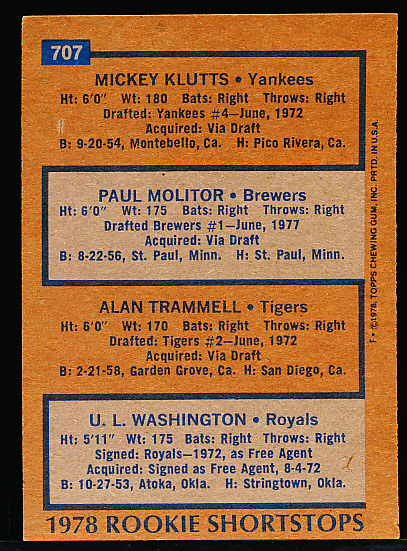 707
MICKEY KLUTTS • Yankees
Ht: 6'0" Wt: 180 Bats: Right Throws: Right
Drafted: Yankees #4—June, 1972
Acquired: Via Draft
B: 9-20-54, Montebello, Ca. H: Pico Rivera, Ca.
PAUL MOLITOR • Brewers
Ht: 6'0" Wt: 175 Bats: Right Throws: Right
Drafted Brewers #1—June, 1977
Acquired: Via Draft
B: 8-22-56, St. Paul, Minn. H: St. Paul, Minn.
ALAN TRAMMELL • Tigers
Ht: 6'0" Wt: 170 Bats: Right Throws: Right
Drafted: Tigers #2—June, 1972
Acquired: Via Draft
B: 2-21-58, Garden Grove, Ca. H: San Diego, Ca.
U. L. WASHINGTON • Royals
Ht: 5'11" Wt: 175 Bats: Right Throws: Right
Signed: Royals—1972, as Free Agent
Acquired: Signed as Free Agent, 8-4-72
B: 10-27-53, Atoka, Okla. H: Stringtown, Okla.
1978 ROOKIE SHORTSTOPS
F• ©1978, TOPPS CHEWING GUM, INC. PRTD. IN U.S.A.